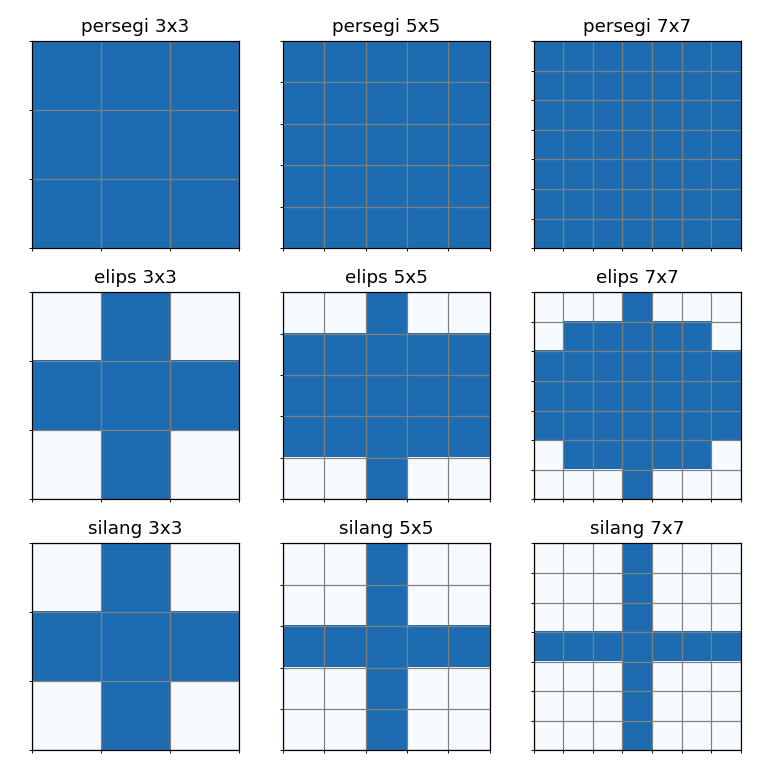 persegi 3x3
persegi 5x5
persegi 7x7
elips 3x3
elips 5x5
elips 7x7
silang 3x3
silang 5x5
silang 7x7